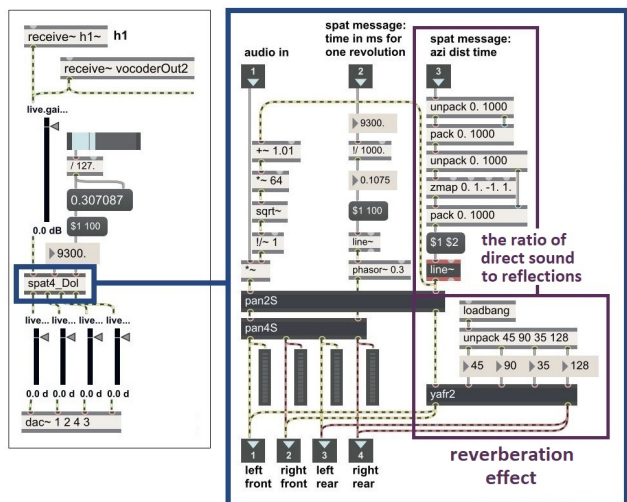 receive~ h1~
h1
receive~ vocoderOut2
live.gai...
/ 127.
0.307087
$1 100
0.0 dB
9300.
spat4_Dol
live...
live...
live...
live...
0.0 d
0.0 d
0.0 d
0.0 d
dac~ 1 2 4 3
audio in
1
spat message:
time in ms for
one revolution
2
spat message:
azi dist time
3
+~ 1.01
*~ 64
sqrt~
!/~ 1
*~
9300.
!/ 1000.
0.1075
$1 100
line~
phasor~ 0.3
unpack 0. 1000
pack 0. 1000
unpack 0. 1000
zmap 0. 1. -1. 1.
pack 0. 1000
$1 $2
line~
the ratio of
direct sound
to reflections
pan2S
pan4S
loadbang
unpack 45 90 35 128
45
90
35
128
yafr2
1
2
3
4
left
front
right
front
left
rear
right
rear
reverberation
effect